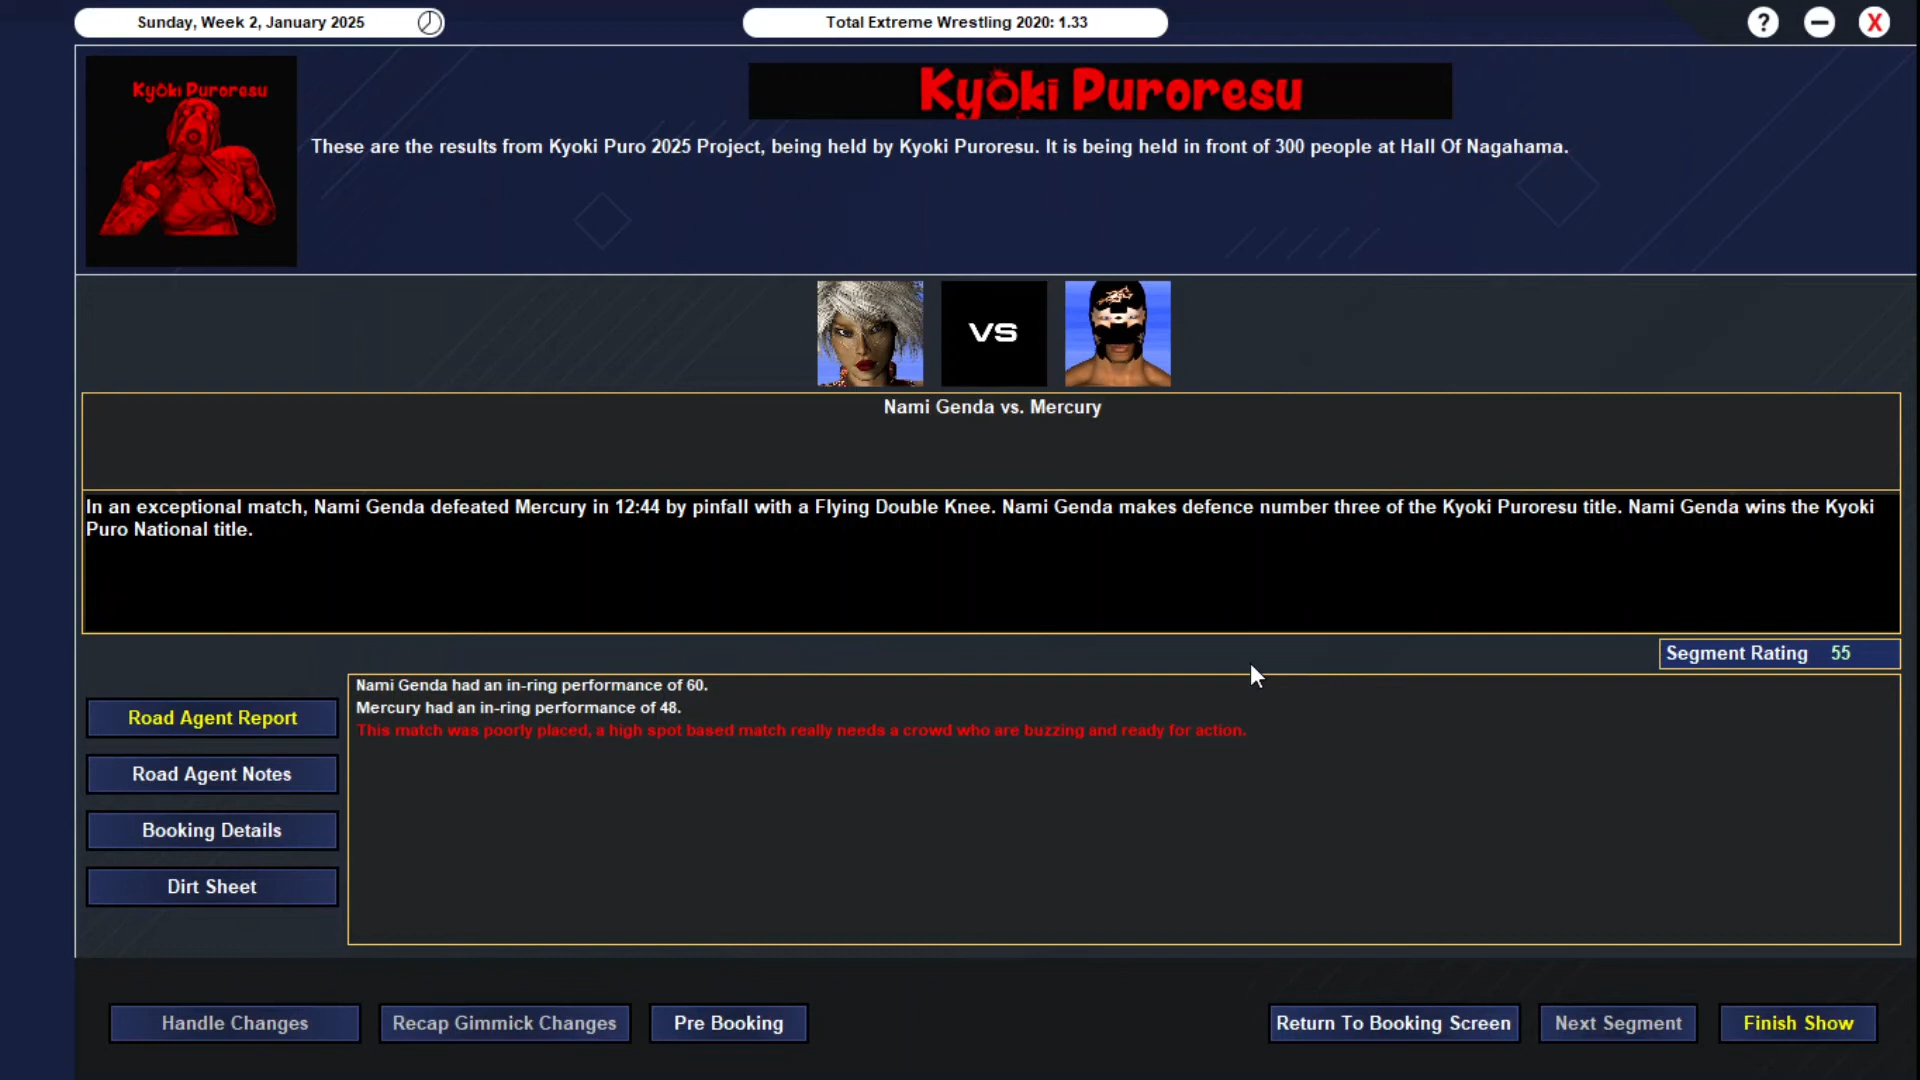 Sunday, Week 2, January 2025
Total Extreme Wrestling 2020: 1.33
?
X
Kyōki Puroresu
Kyōki Puroresu
These are the results from Kyoki Puro 2025 Project, being held by Kyoki Puroresu. It is being held in front of 300 people at Hall Of Nagahama.
VS
Nami Genda vs. Mercury
In an exceptional match, Nami Genda defeated Mercury in 12:44 by pinfall with a Flying Double Knee. Nami Genda makes defence number three of the Kyoki Puroresu title. Nami Genda wins the Kyoki
Puro National title.
Segment Rating 55
Road Agent Report
Road Agent Notes
Booking Details
Dirt Sheet
Nami Genda had an in-ring performance of 60.
Mercury had an in-ring performance of 48.
This match was poorly placed, a high spot based match really needs a crowd who are buzzing and ready for action.
Handle Changes
Recap Gimmick Changes
Pre Booking
Return To Booking Screen
Next Segment
Finish Show